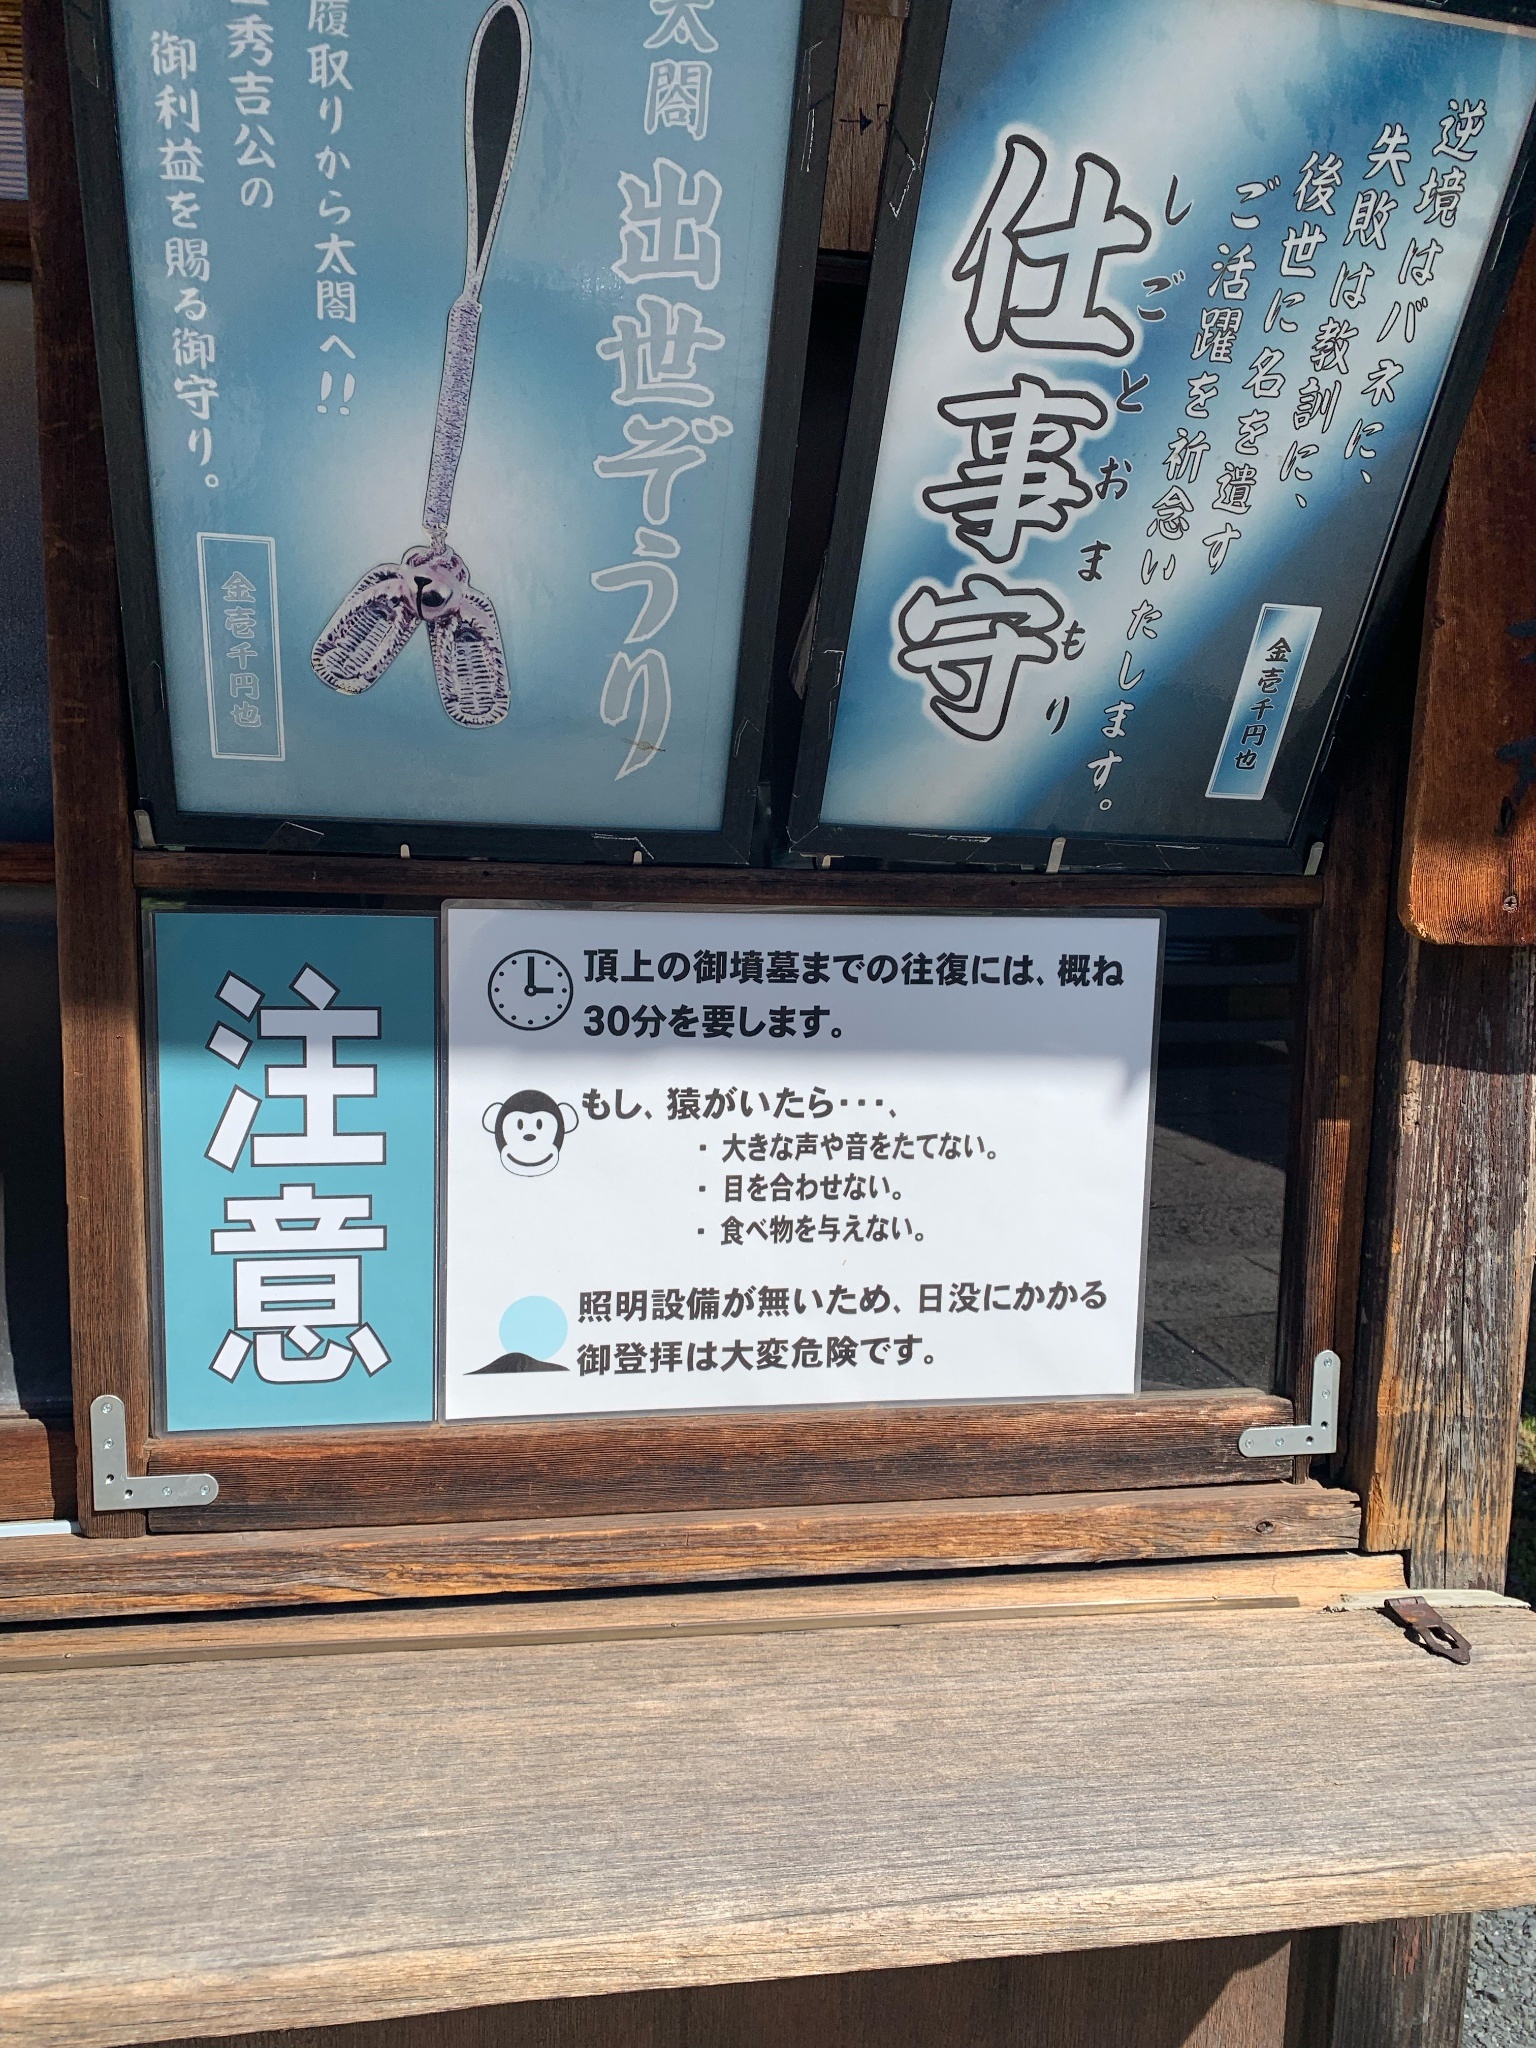 逆境はバネに、
失敗は教訓に、
後世に名を遺す
ご活躍を祈念いたします。
仕事守
しごとおまもり
金壱千円也
太閤 出世ぞうり
履取りから太閤へ!!
秀吉公の
御利益を賜る御守り。
金壱千円也
注意
頂上の御墳墓までの往復には、概ね
30分を要します。
もし、猿がいたら･･･、
・ 大きな声や音をたてない。
・ 目を合わせない。
・ 食べ物を与えない。
照明設備が無いため、日没にかかる
御登拝は大変危険です。